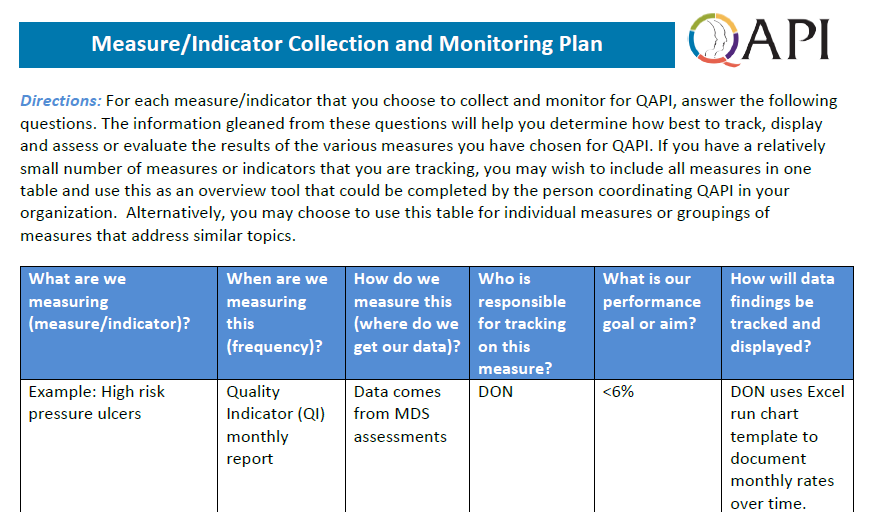 Measure/Indicator Collection and Monitoring Plan
QAPI
Directions: For each measure/indicator that you choose to collect and monitor for QAPI, answer the following
questions. The information gleaned from these questions will help you determine how best to track, display
and assess or evaluate the results of the various measures you have chosen for QAPI. If you have a relatively
small number of measures or indicators that you are tracking, you may wish to include all measures in one
table and use this as an overview tool that could be completed by the person coordinating QAPI in your
organization.  Alternatively, you may choose to use this table for individual measures or groupings of
measures that address similar topics.
What are we
measuring
(measure/indicator)?
When are we
measuring
this
(frequency)?
How do we
measure this
(where do we
get our data)?
Who is
responsible
for tracking
on this
measure?
What is our
performance
goal or aim?
How will data
findings be
tracked and
displayed?
Example: High risk
pressure ulcers
Quality
Indicator (QI)
monthly
report
Data comes
from MDS
assessments
DON
<6%
DON uses Excel
run chart
template to
document
monthly rates
over time.